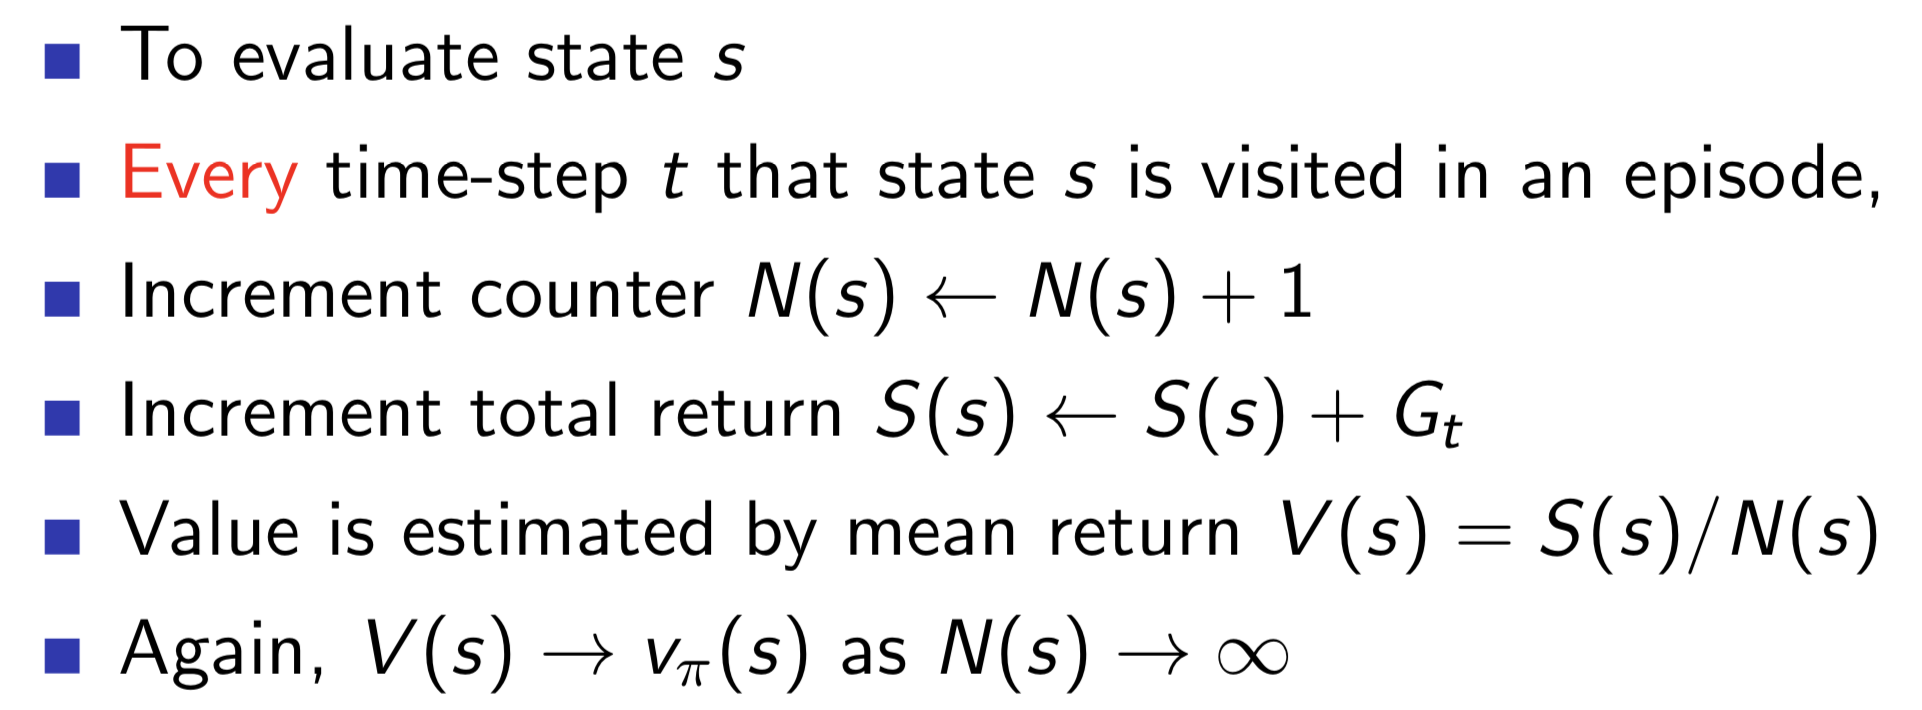 To evaluate state s
Every time-step t that state s is visited in an episode,
Increment counter N(s) ← N(s) + 1
Increment total return S(s) ← S(s) + G_t
Value is estimated by mean return V(s) = S(s)/N(s)
Again, V(s) → v_π(s) as N(s) → ∞